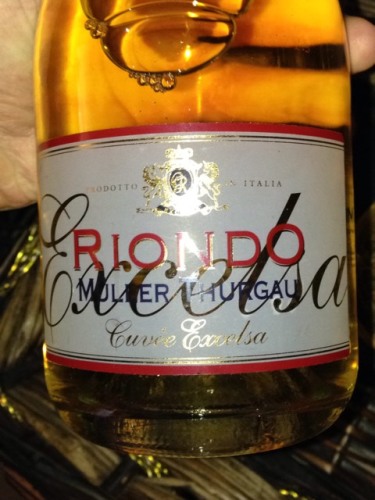 PRODOTTO IN ITALIA
Excelsa
RIONDO
MÜLLER THURGAU
Cuvée Excelsa